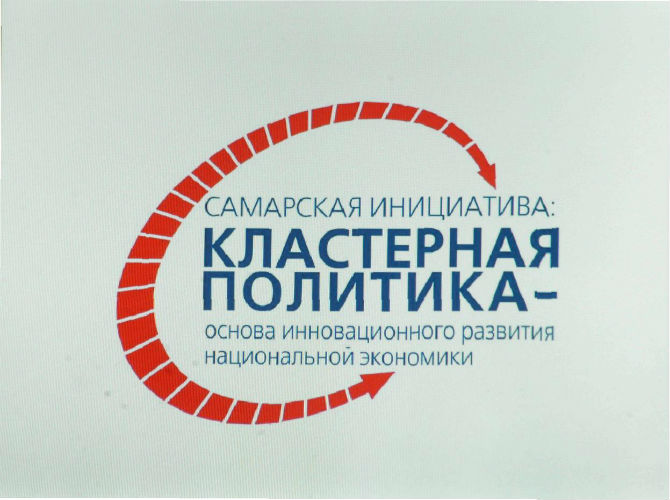 САМАРСКАЯ ИНИЦИАТИВА:
КЛАСТЕРНАЯ
ПОЛИТИКА–
основа инновационного развития
национальной экономики